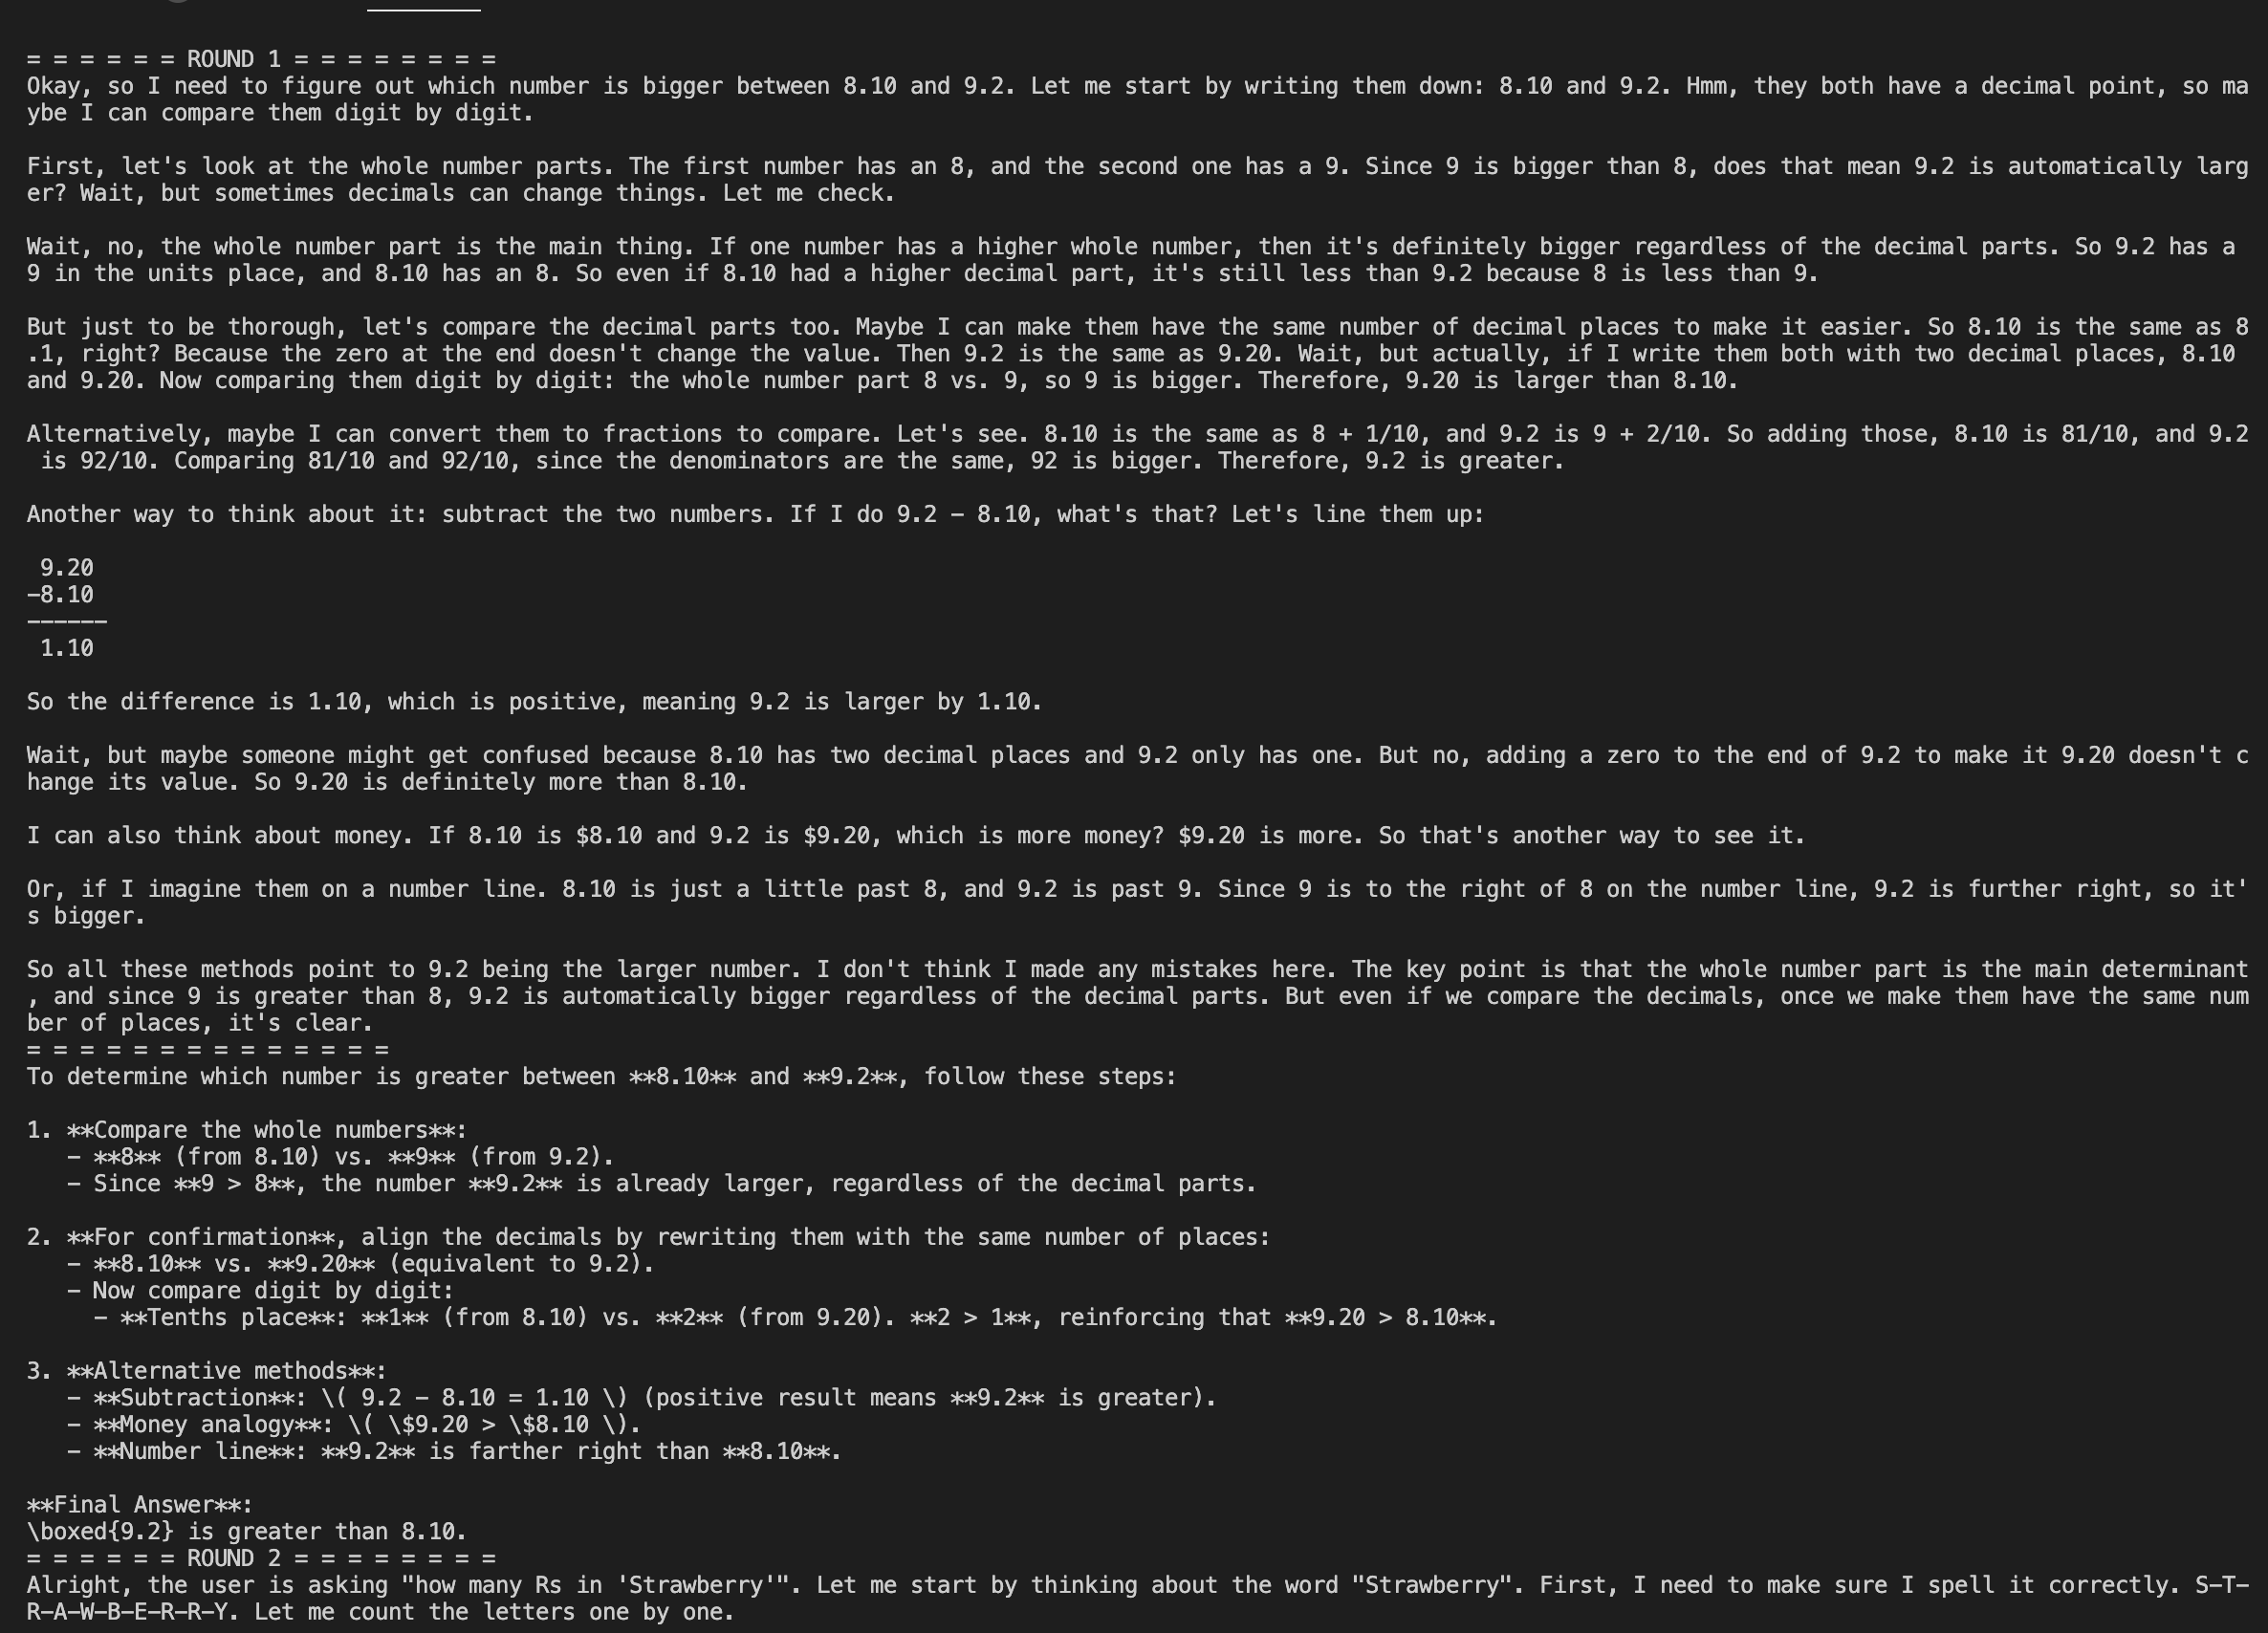 = = = = = = ROUND 1 = = = = = = = =
Okay, so I need to figure out which number is bigger between 8.10 and 9.2. Let me start by writing them down: 8.10 and 9.2. Hmm, they both have a decimal point, so ma
ybe I can compare them digit by digit.
First, let's look at the whole number parts. The first number has an 8, and the second one has a 9. Since 9 is bigger than 8, does that mean 9.2 is automatically larg
er? Wait, but sometimes decimals can change things. Let me check.
Wait, no, the whole number part is the main thing. If one number has a higher whole number, then it's definitely bigger regardless of the decimal parts. So 9.2 has a
9 in the units place, and 8.10 has an 8. So even if 8.10 had a higher decimal part, it's still less than 9.2 because 8 is less than 9.
But just to be thorough, let's compare the decimal parts too. Maybe I can make them have the same number of decimal places to make it easier. So 8.10 is the same as 8
.1, right? Because the zero at the end doesn't change the value. Then 9.2 is the same as 9.20. Wait, but actually, if I write them both with two decimal places, 8.10
and 9.20. Now comparing them digit by digit: the whole number part 8 vs. 9, so 9 is bigger. Therefore, 9.20 is larger than 8.10.
Alternatively, maybe I can convert them to fractions to compare. Let's see. 8.10 is the same as 8 + 1/10, and 9.2 is 9 + 2/10. So adding those, 8.10 is 81/10, and 9.2
is 92/10. Comparing 81/10 and 92/10, since the denominators are the same, 92 is bigger. Therefore, 9.2 is greater.
Another way to think about it: subtract the two numbers. If I do 9.2 - 8.10, what's that? Let's line them up:
9.20
-8.10
------
1.10
So the difference is 1.10, which is positive, meaning 9.2 is larger by 1.10.
Wait, but maybe someone might get confused because 8.10 has two decimal places and 9.2 only has one. But no, adding a zero to the end of 9.2 to make it 9.20 doesn't c
hange its value. So 9.20 is definitely more than 8.10.
I can also think about money. If 8.10 is $8.10 and 9.2 is $9.20, which is more money? $9.20 is more. So that's another way to see it.
Or, if I imagine them on a number line. 8.10 is just a little past 8, and 9.2 is past 9. Since 9 is to the right of 8 on the number line, 9.2 is further right, so it'
s bigger.
So all these methods point to 9.2 being the larger number. I don't think I made any mistakes here. The key point is that the whole number part is the main determinant
, and since 9 is greater than 8, 9.2 is automatically bigger regardless of the decimal parts. But even if we compare the decimals, once we make them have the same num
ber of places, it's clear.
= = = = = = = = = = = = = =
To determine which number is greater between **8.10** and **9.2**, follow these steps:
1. **Compare the whole numbers**:
- **8** (from 8.10) vs. **9** (from 9.2).
- Since **9 > 8**, the number **9.2** is already larger, regardless of the decimal parts.
2. **For confirmation**, align the decimals by rewriting them with the same number of places:
- **8.10** vs. **9.20** (equivalent to 9.2).
- Now compare digit by digit:
- **Tenths place**: **1** (from 8.10) vs. **2** (from 9.20). **2 > 1**, reinforcing that **9.20 > 8.10**.
3. **Alternative methods**:
- **Subtraction**: \( 9.2 - 8.10 = 1.10 \) (positive result means **9.2** is greater).
- **Money analogy**: \( \$9.20 > \$8.10 \).
- **Number line**: **9.2** is farther right than **8.10**.
**Final Answer**:
\boxed{9.2} is greater than 8.10.
= = = = = = ROUND 2 = = = = = = = =
Alright, the user is asking "how many Rs in 'Strawberry'". Let me start by thinking about the word "Strawberry". First, I need to make sure I spell it correctly. S-T-
R-A-W-B-E-R-R-Y. Let me count the letters one by one.